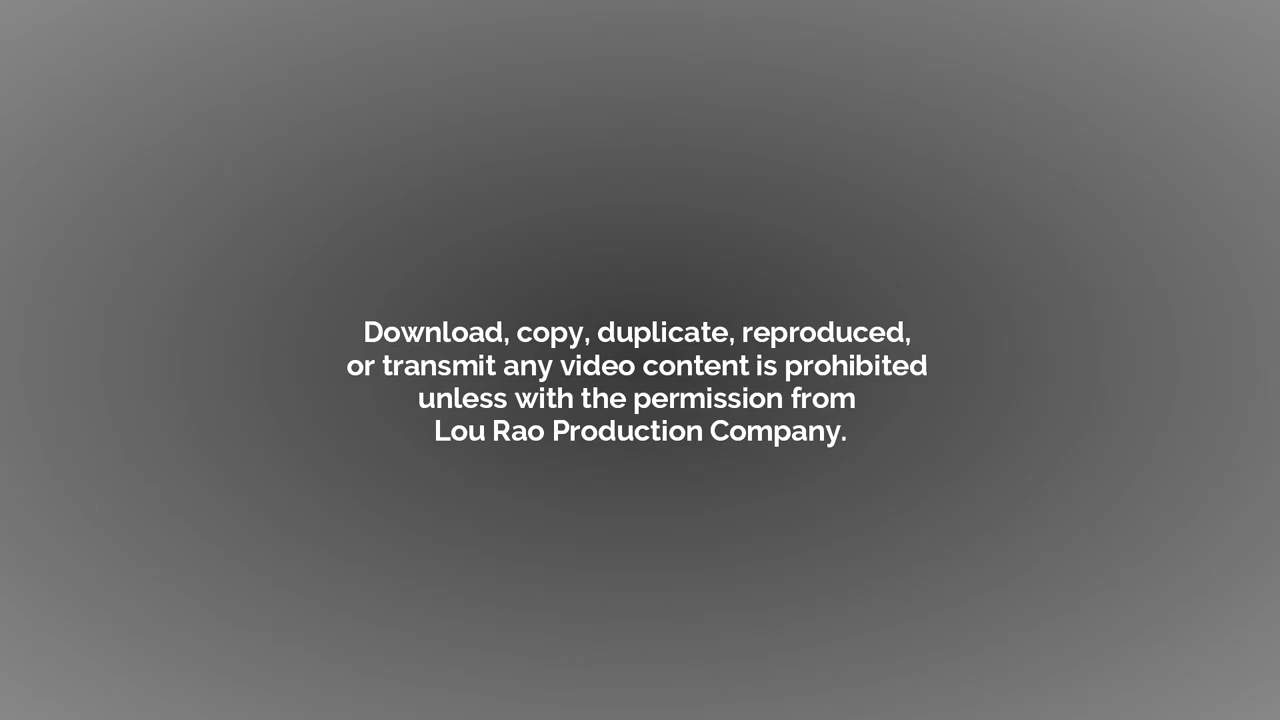 Download, copy, duplicate, reproduced,
or transmit any video content is prohibited
unless with the permission from
Lou Rao Production Company.